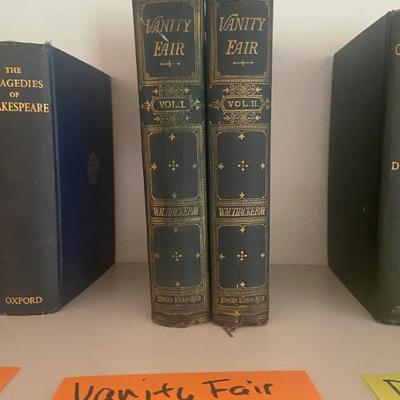 THE
TRAGEDIES
OF
SHAKESPEARE
OXFORD
VANITY
FAIR
VOL. I.
W.M.THACKERAY
VANITY
FAIR
VOL. II.
W.M.THACKERAY
Vanity Fair